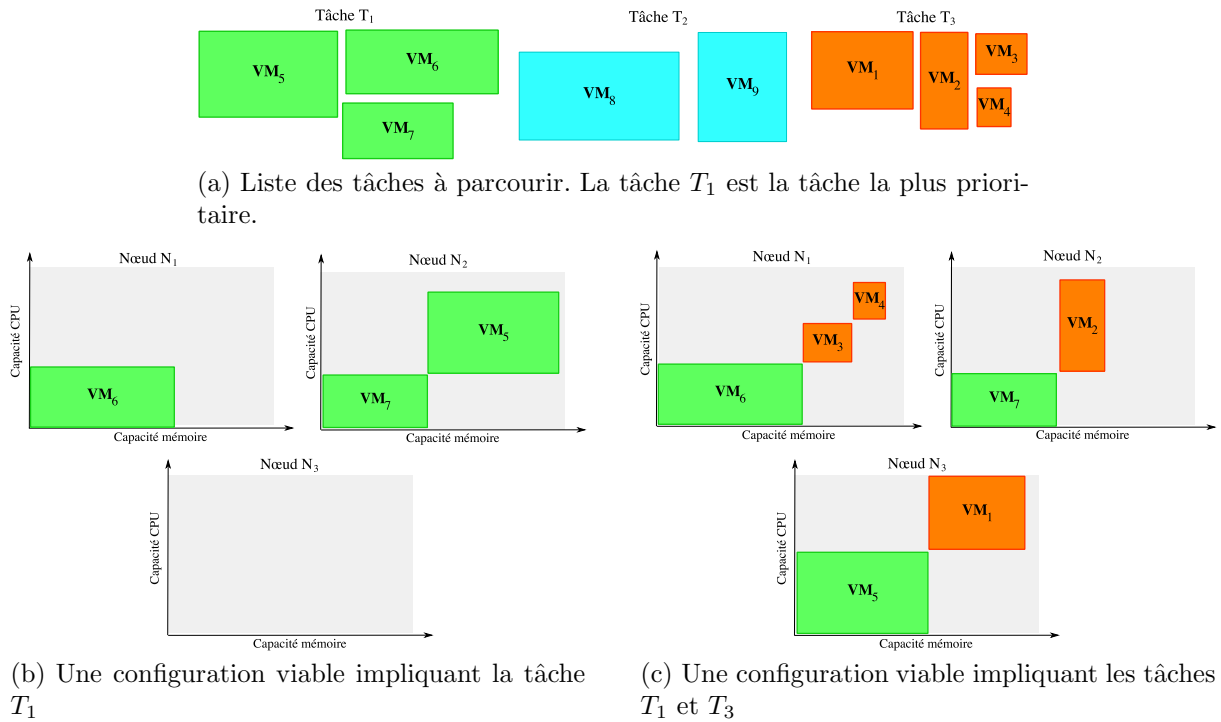 Tâche T1 Tâche T2 Tâche T3
VM5 VM6 VM7 VM8 VM9 VM1 VM2 VM3 VM4
(a) Liste des tâches à parcourir. La tâche T1 est la tâche la plus priori-
taire.
Nœud N1
Capacité CPU
VM6
Capacité mémoire
Nœud N2
Capacité CPU
VM5
VM7
Capacité mémoire
Nœud N3
Capacité CPU
Capacité mémoire
(b) Une configuration viable impliquant la tâche
T1
Nœud N1
Capacité CPU
VM4
VM3
VM6
Capacité mémoire
Nœud N2
Capacité CPU
VM2
VM7
Capacité mémoire
Nœud N3
Capacité CPU
VM1
VM5
Capacité mémoire
(c) Une configuration viable impliquant les tâches
T1 et T3